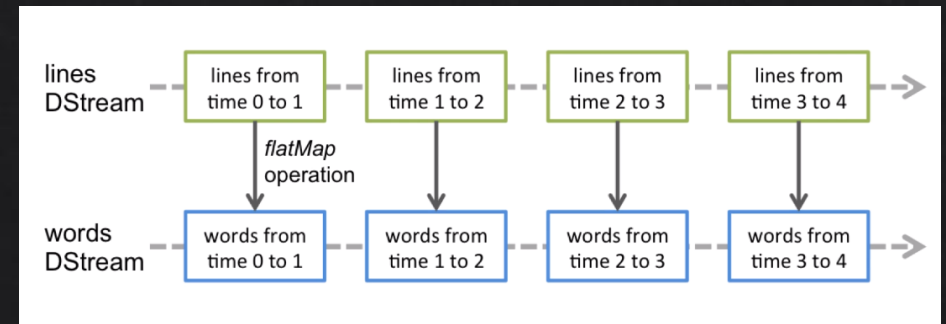 lines
DStream
lines from
time 0 to 1
lines from
time 1 to 2
lines from
time 2 to 3
lines from
time 3 to 4
flatMap
operation
words
DStream
words from
time 0 to 1
words from
time 1 to 2
words from
time 2 to 3
words from
time 3 to 4